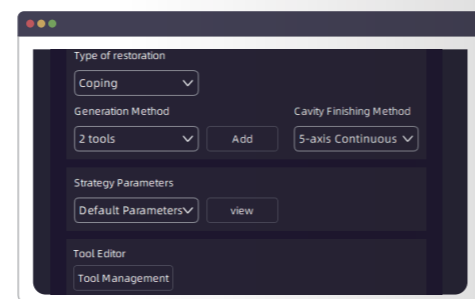 Type of restoration
Coping
Generation Method Cavity Finishing Method
2 tools Add 5-axis Continuous
Strategy Parameters
Default Parameters view
Tool Editor
Tool Management